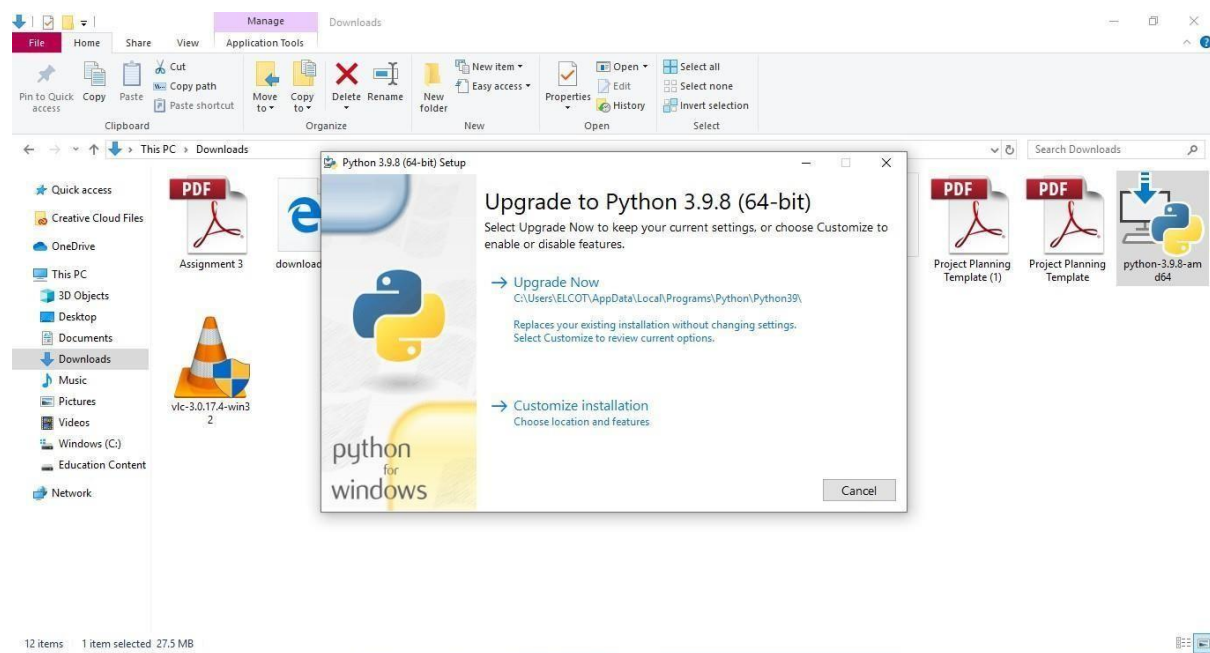 Manage
Downloads
File
Home
Share
View
Application Tools
Pin to Quick
access
Copy
Paste
Cut
Copy path
Paste shortcut
Clipboard
Move
to
Copy
to
Delete
Rename
Organize
New
folder
New item
Easy access
New
Properties
Open
Edit
History
Open
Select all
Select none
Invert selection
Select
This PC
Downloads
Search Downloads
Quick access
Creative Cloud Files
OneDrive
This PC
3D Objects
Desktop
Documents
Downloads
Music
Pictures
Videos
Windows (C:)
Education Content
Network
PDF
Assignment 3
download
vlc-3.0.17.4-win3
2
Python 3.9.8 (64-bit) Setup
Upgrade to Python 3.9.8 (64-bit)
Select Upgrade Now to keep your current settings, or choose Customize to
enable or disable features.
Upgrade Now
C:\Users\ELCOT\AppData\Local\Programs\Python\Python39\
Replaces your existing installation without changing settings.
Select Customize to review current options.
Customize installation
Choose location and features
python
for
windows
Cancel
PDF
Project Planning
Template (1)
PDF
Project Planning
Template
python-3.9.8-am
d64
12 items
1 item selected 27.5 MB